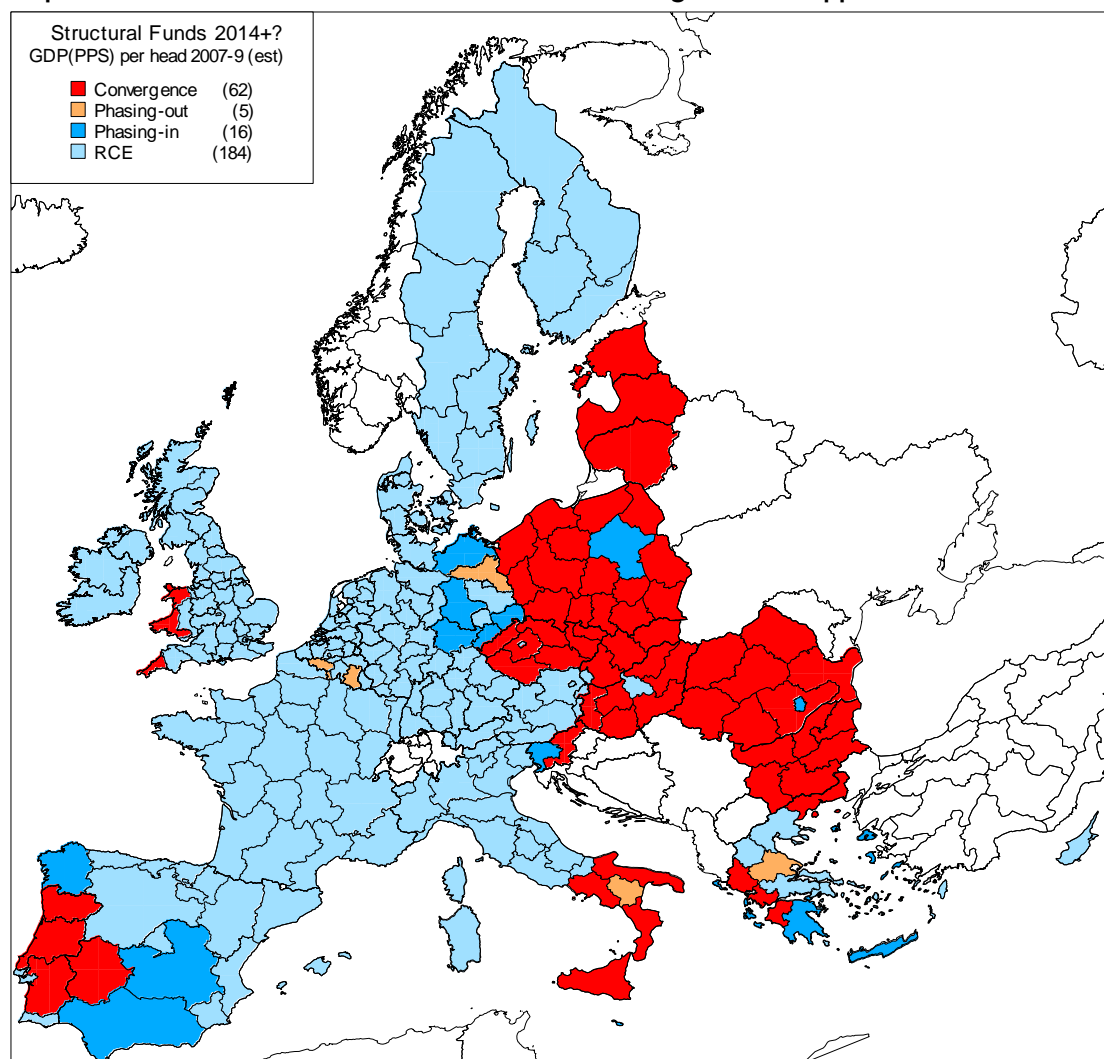 Structural Funds 2014+?
GDP(PPS) per head 2007-9 (est)
Convergence (62)
Phasing-out (5)
Phasing-in (16)
RCE (184)